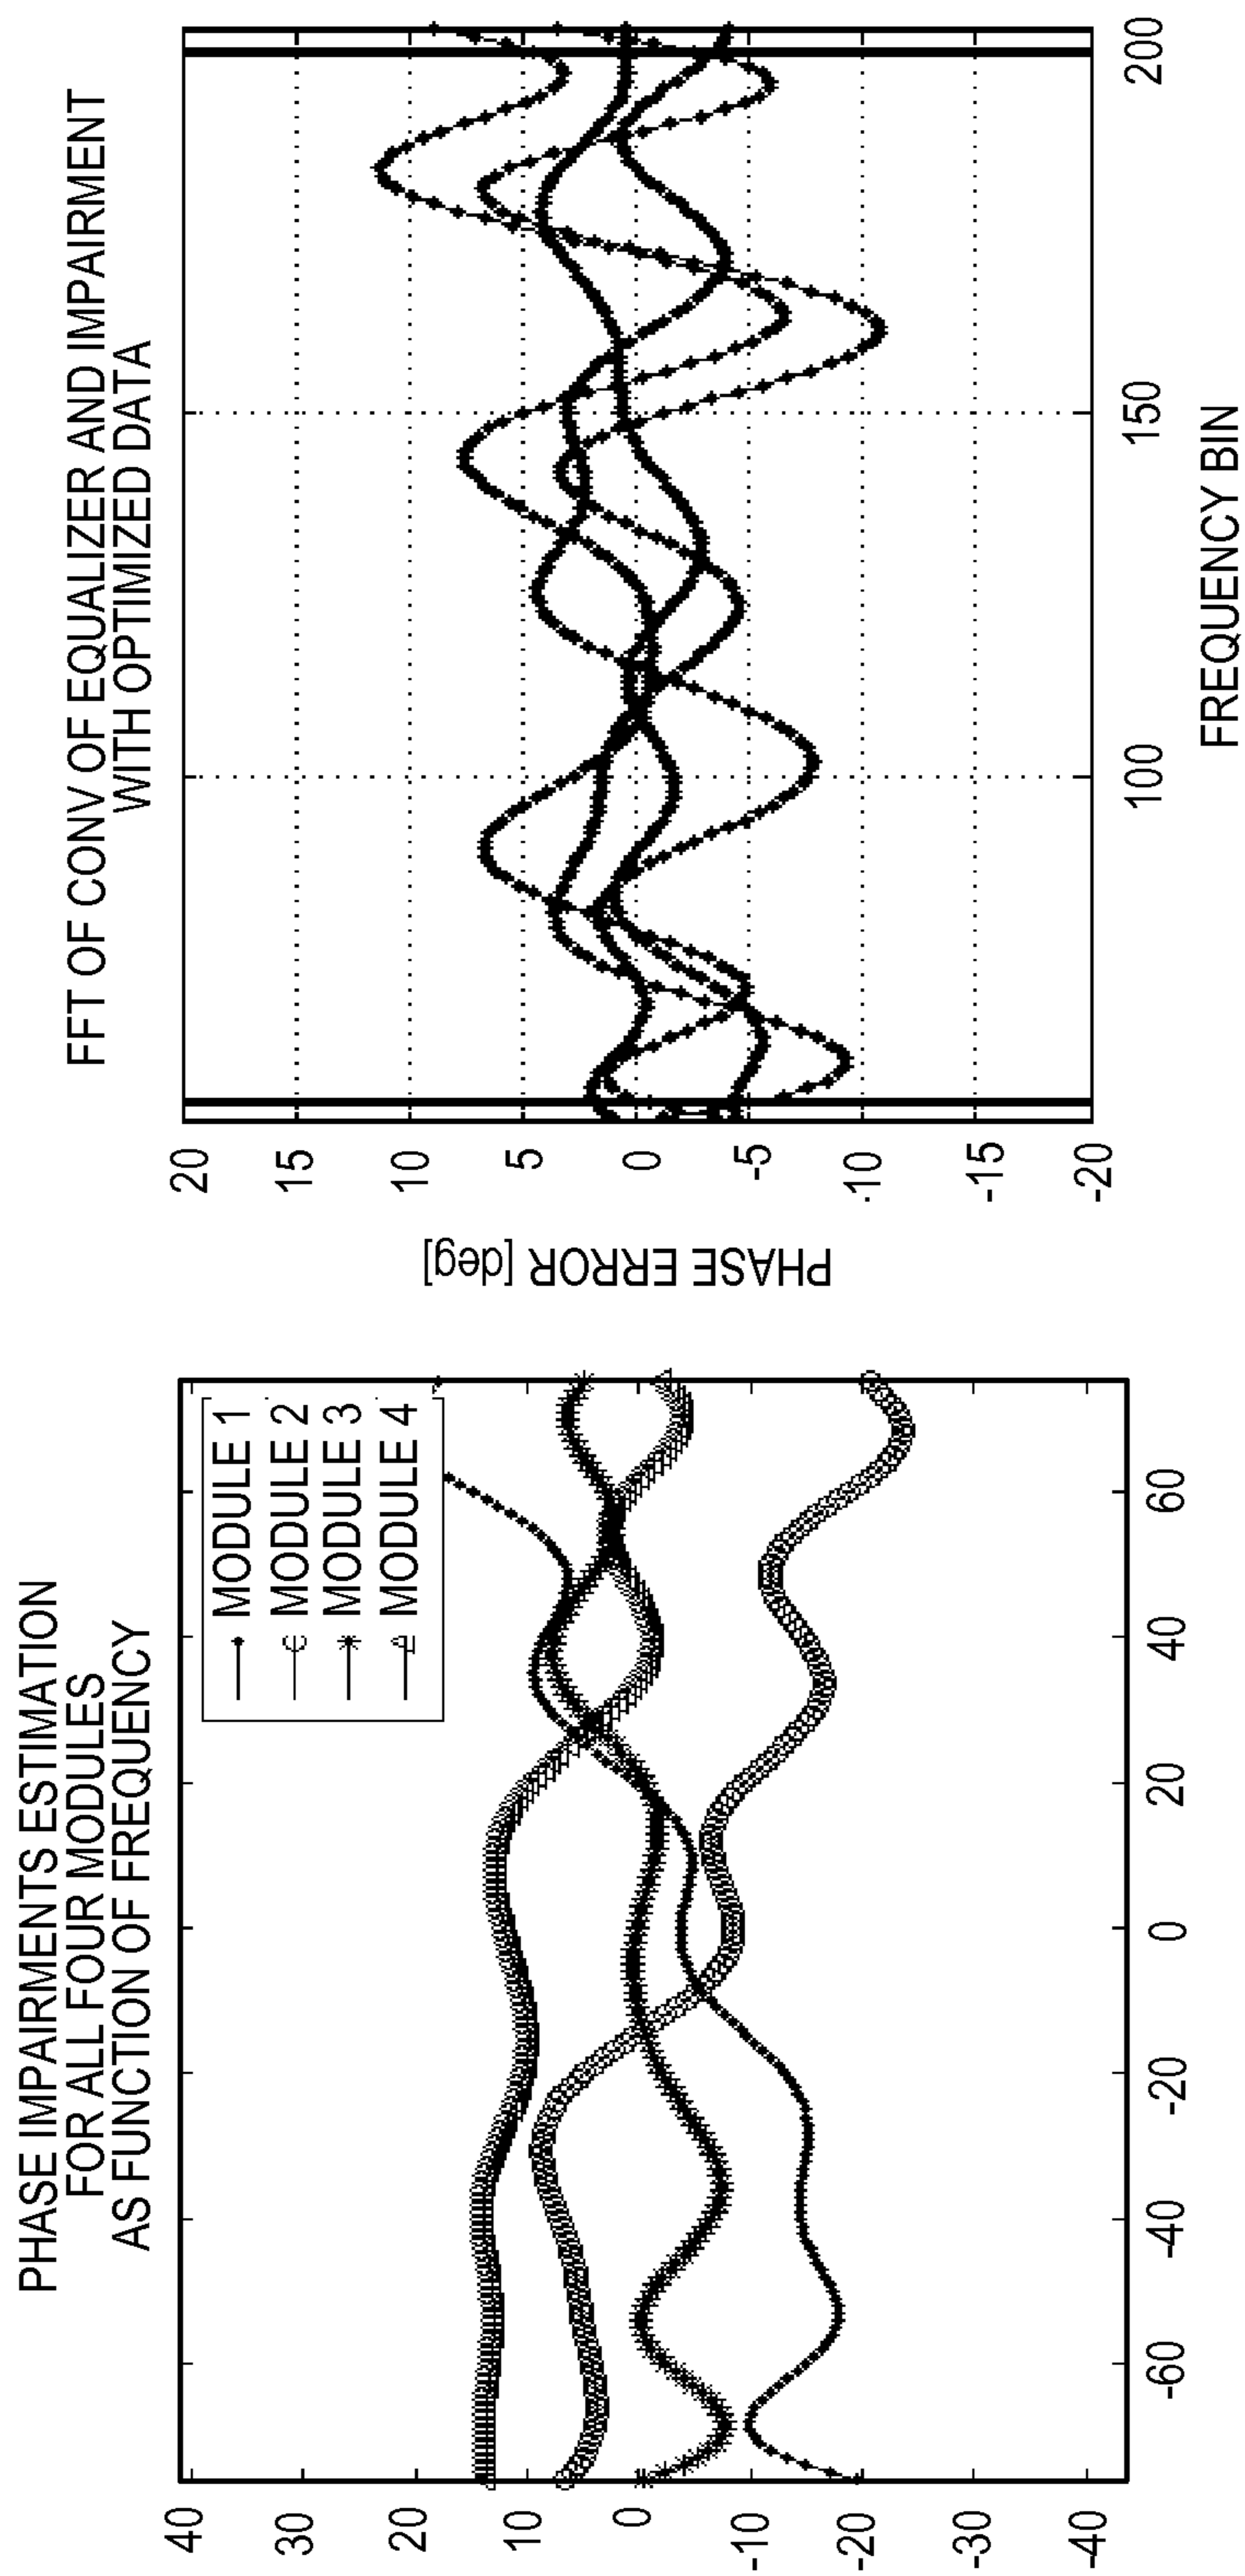 PHASE IMPAIRMENTS ESTIMATION
FOR ALL FOUR MODULES
AS FUNCTION OF FREQUENCY
40
30
20
10
0
-10
-20
-30
-40
MODULE 1
MODULE 2
MODULE 3
MODULE 4
-60
-40
-20
0
20
40
60
FFT OF CONV OF EQUALIZER AND IMPAIRMENT
WITH OPTIMIZED DATA
PHASE ERROR [deg]
20
15
10
5
0
-5
-10
-15
-20
100
150
200
FREQUENCY BIN